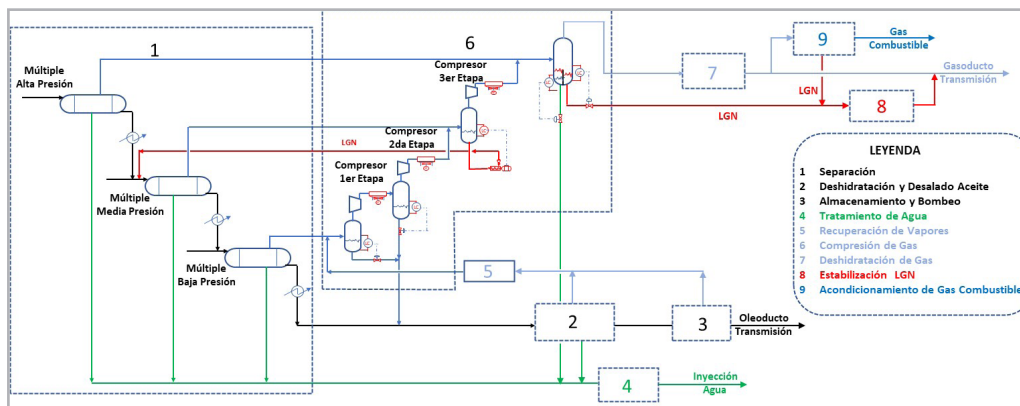 1
6
9
Gas
Combustible
Múltiple
Alta Presión
Compresor
3er Etapa
7
Gasoducto
Transmisión
LGN
LGN
8
Compresor
2da Etapa
LGN
Compresor
1er Etapa
Múltiple
Media Presión
Múltiple
Baja Presión
5
2
3
Oleoducto
Transmisión
4
Inyección
Agua
LEYENDA
1 Separación
2 Deshidratación y Desalado Aceite
3 Almacenamiento y Bombeo
4 Tratamiento de Agua
5 Recuperación de Vapores
6 Compresión de Gas
7 Deshidratación de Gas
8 Estabilización LGN
9 Acondicionamiento de Gas Combustible